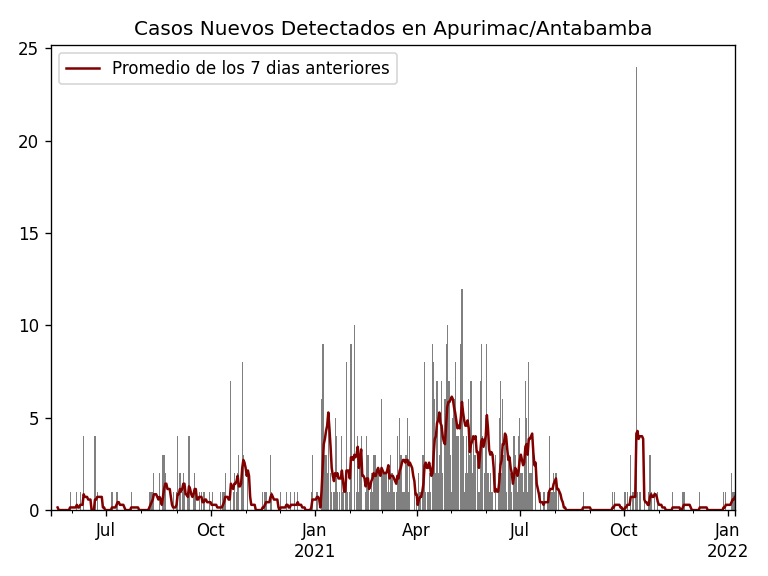 Casos Nuevos Detectados en Apurimac/Antabamba
Promedio de los 7 dias anteriores
25
20
15
10
5
0
Jul
Oct
Jan
2021
Apr
Jul
Oct
Jan
2022